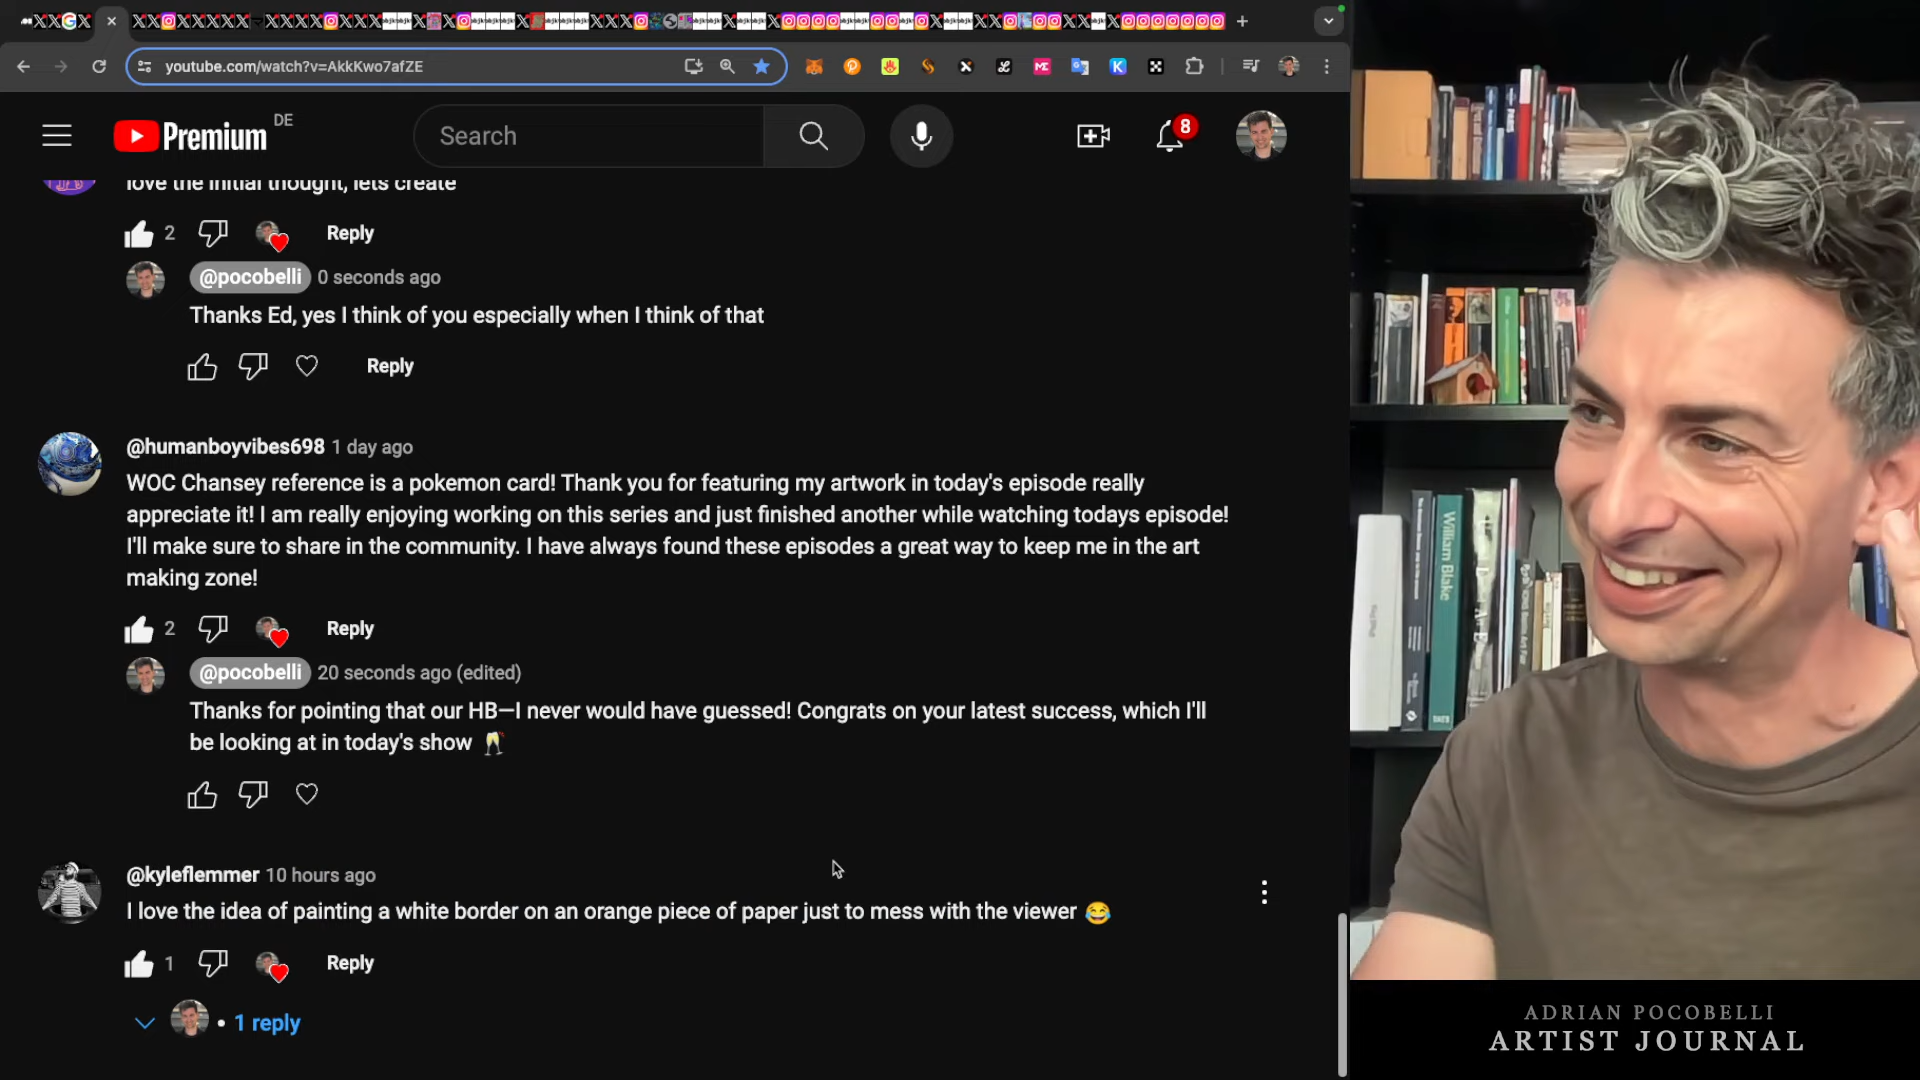 youtube.com/watch?v=AkkKwo7afZE
Premium DE
Search
8
love the initial thought, lets create
2 Reply
@pocobelli 0 seconds ago
Thanks Ed, yes I think of you especially when I think of that
Reply
@humanboyvibes698 1 day ago
WOC Chansey reference is a pokemon card! Thank you for featuring my artwork in today's episode really
appreciate it! I am really enjoying working on this series and just finished another while watching todays episode!
I'll make sure to share in the community. I have always found these episodes a great way to keep me in the art
making zone!
2 Reply
@pocobelli 20 seconds ago (edited)
Thanks for pointing that our HB—I never would have guessed! Congrats on your latest success, which I'll
be looking at in today's show 🥂
@kyleflemmer 10 hours ago
I love the idea of painting a white border on an orange piece of paper just to mess with the viewer 😂
1 Reply
• 1 reply
William Blake
ADRIAN POCOBELLI
ARTIST JOURNAL